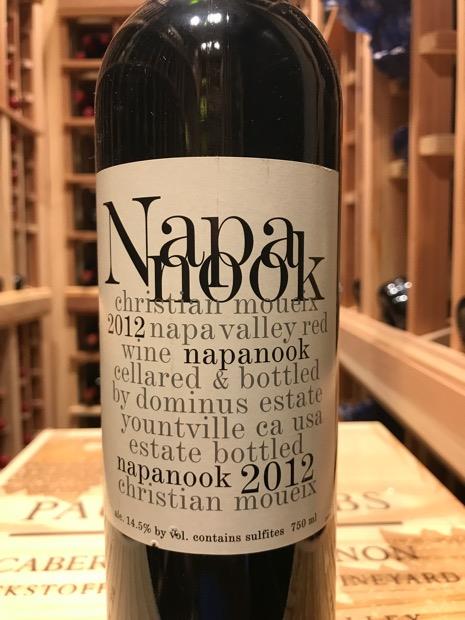 Napa
nook
christian moueix
2012 napa valley red
wine napanook
cellared & bottled
by dominus estate
yountville ca usa
estate bottled
napanook 2012
christian moueix
alc. 14.5% by vol. contains sulfites 750 ml